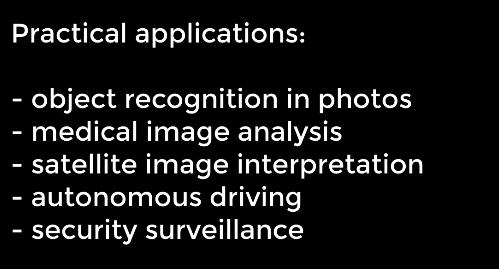 Practical applications:
- object recognition in photos
- medical image analysis
- satellite image interpretation
- autonomous driving
- security surveillance